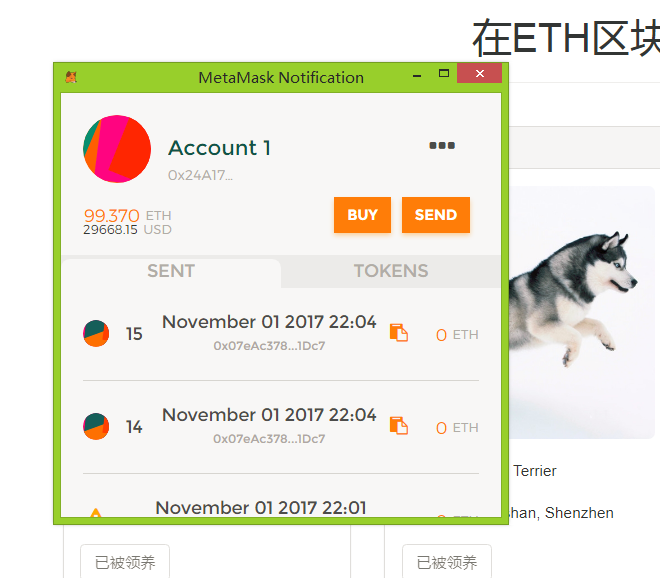 在ETH区块
MetaMask Notification
Account 1
0x24A17...
99.370 ETH
29668.15 USD
BUY
SEND
SENT
TOKENS
15
November 01 2017 22:04
0x07eAc378...1Dc7
0 ETH
14
November 01 2017 22:04
0x07eAc378...1Dc7
0 ETH
November 01 2017 22:01
Terrier
Shenzhen
已被领养
已被领养